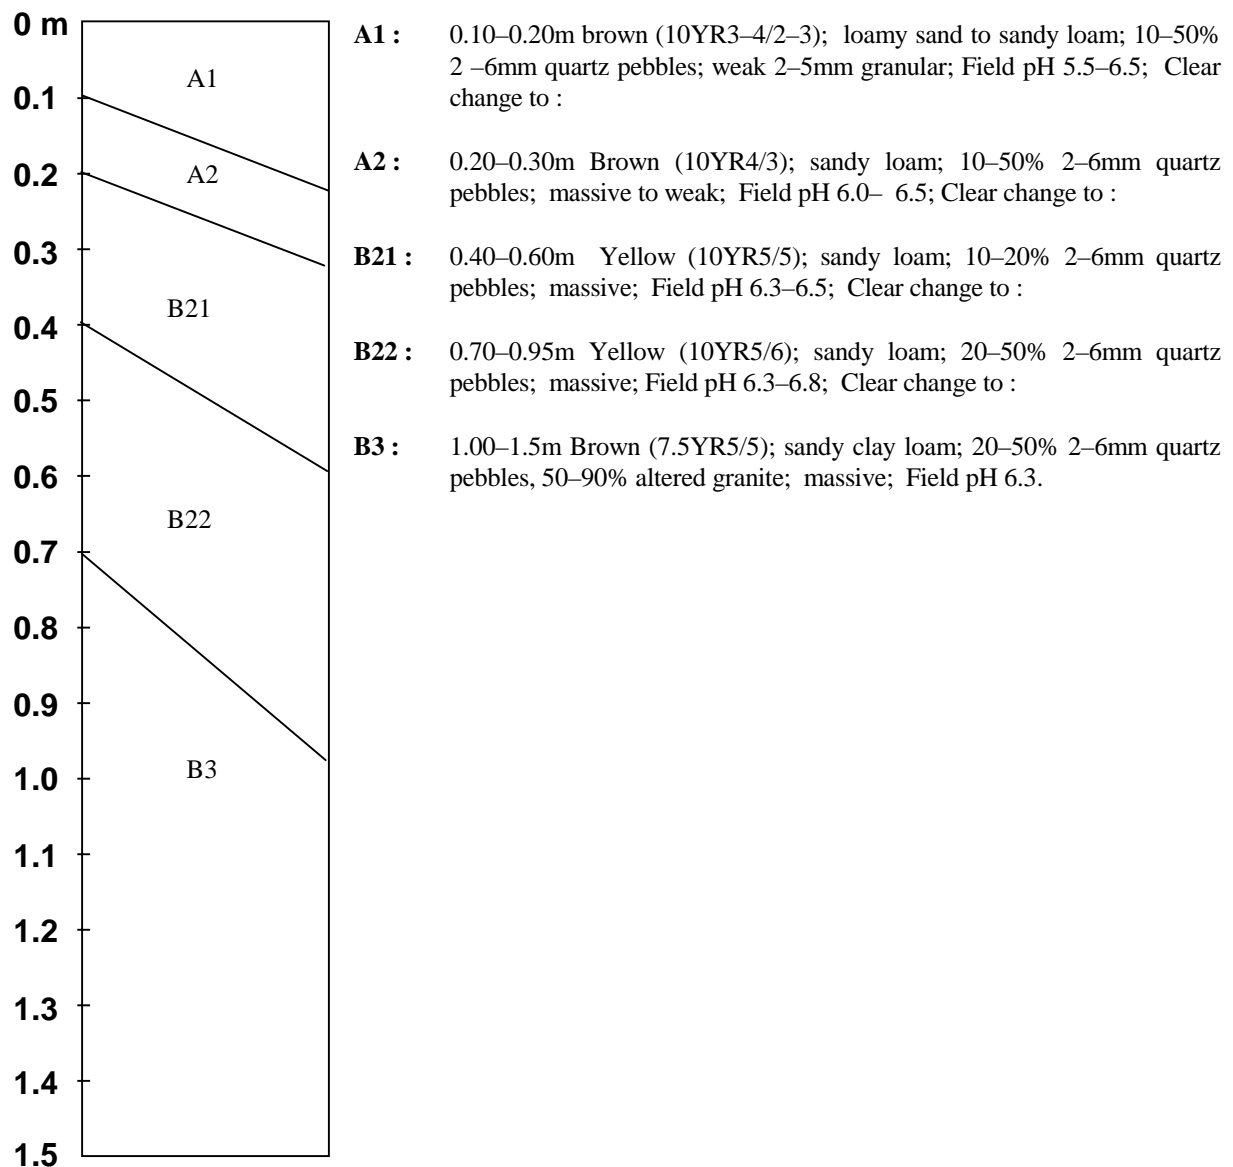 0 m
0.1
0.2
0.3
0.4
0.5
0.6
0.7
0.8
0.9
1.0
1.1
1.2
1.3
1.4
1.5
A1
A2
B21
B22
B3
A1 : 0.10–0.20m brown (10YR3–4/2–3); loamy sand to sandy loam; 10–50%
2 –6mm quartz pebbles; weak 2–5mm granular; Field pH 5.5–6.5; Clear
change to :
A2 : 0.20–0.30m Brown (10YR4/3); sandy loam; 10–50% 2–6mm quartz
pebbles; massive to weak; Field pH 6.0– 6.5; Clear change to :
B21 : 0.40–0.60m Yellow (10YR5/5); sandy loam; 10–20% 2–6mm quartz
pebbles; massive; Field pH 6.3–6.5; Clear change to :
B22 : 0.70–0.95m Yellow (10YR5/6); sandy loam; 20–50% 2–6mm quartz
pebbles; massive; Field pH 6.3–6.8; Clear change to :
B3 : 1.00–1.5m Brown (7.5YR5/5); sandy clay loam; 20–50% 2–6mm quartz
pebbles, 50–90% altered granite; massive; Field pH 6.3.